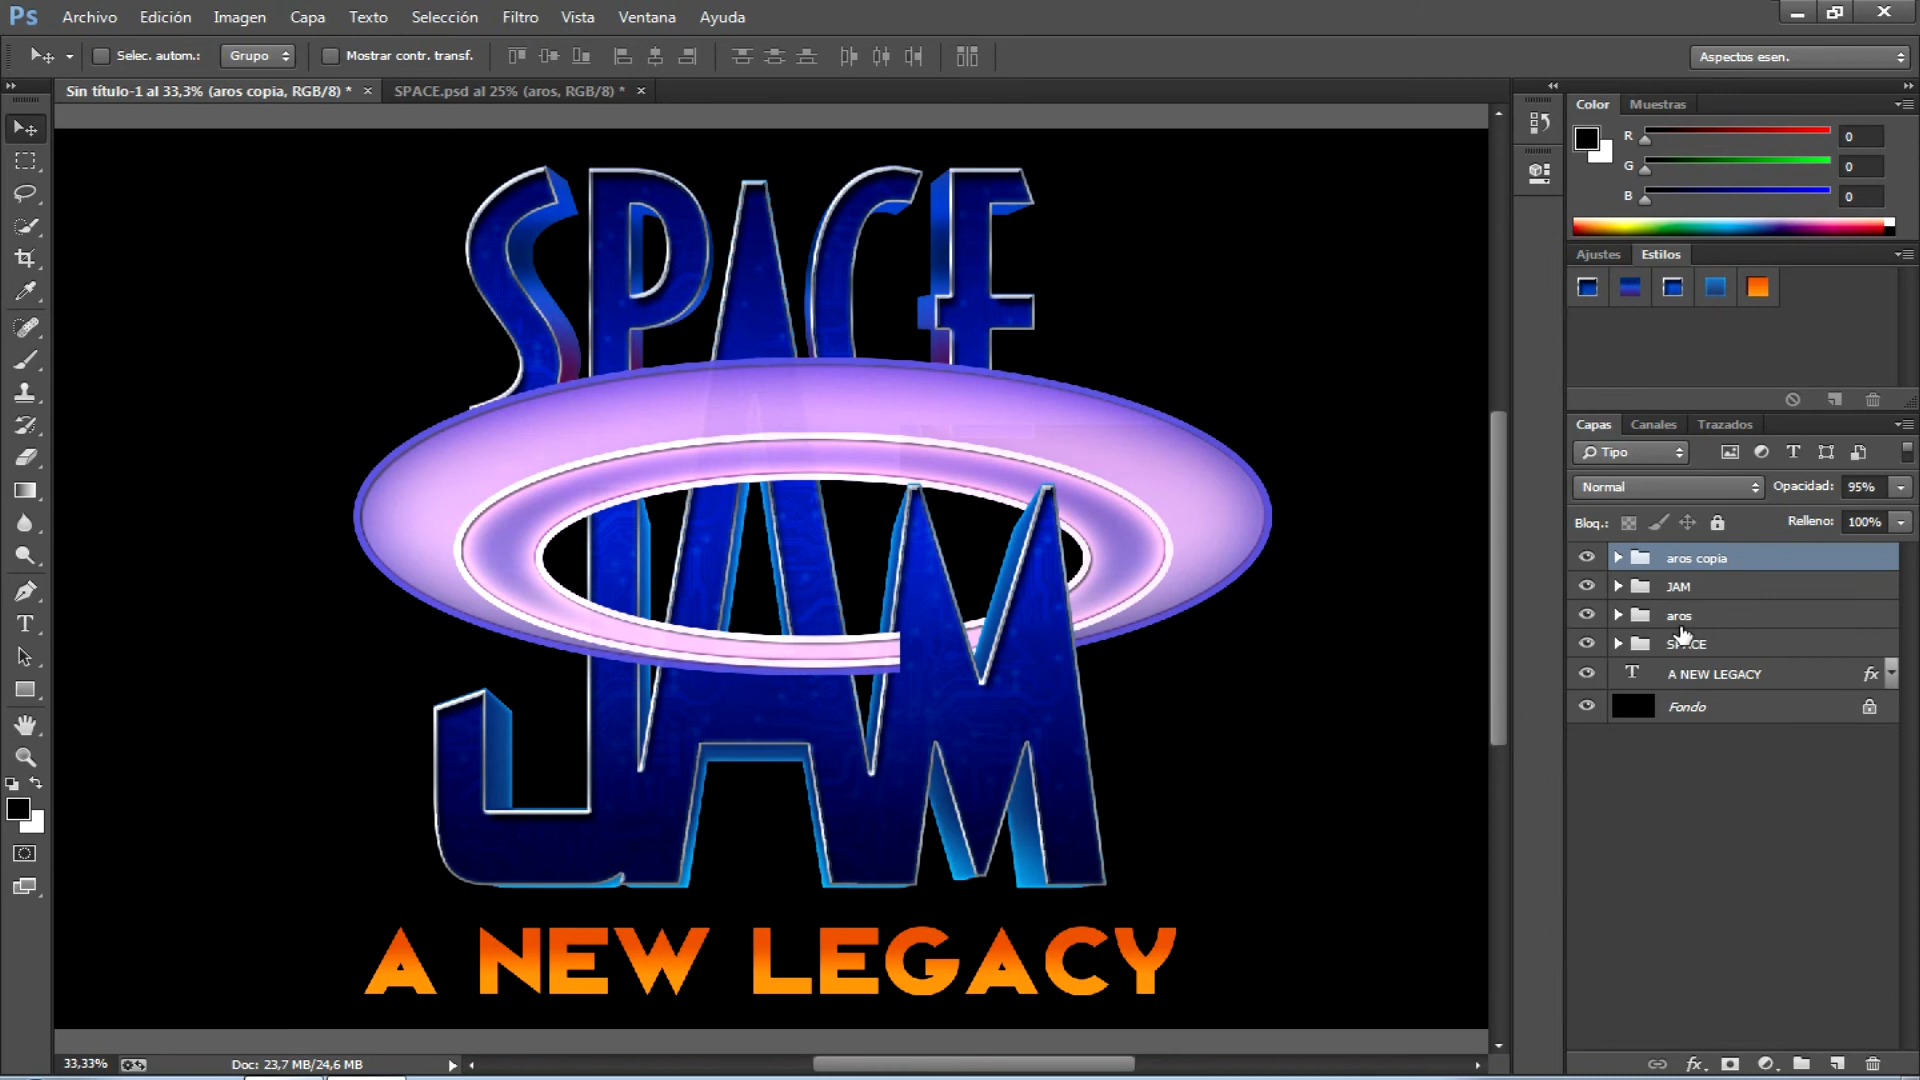 Ps Archivo Edición Imagen Capa Texto Selección Filtro Vista Ventana Ayuda
Selec. autom.: Grupo Mostrar contr. transf. Aspectos esen.
Sin título-1 al 33,3% (aros copia, RGB/8) * × SPACE.psd al 25% (aros, RGB/8) * ×
Color Muestras
R 0
G 0
B 0
Ajustes Estilos
Capas Canales Trazados
Tipo
Normal Opacidad: 95%
Bloq.: Relleno: 100%
aros copia
JAM
aros
SPACE
A NEW LEGACY fx
Fondo
SPACE
JAM
A NEW LEGACY
33,33% Doc: 23,7 MB/24,6 MB